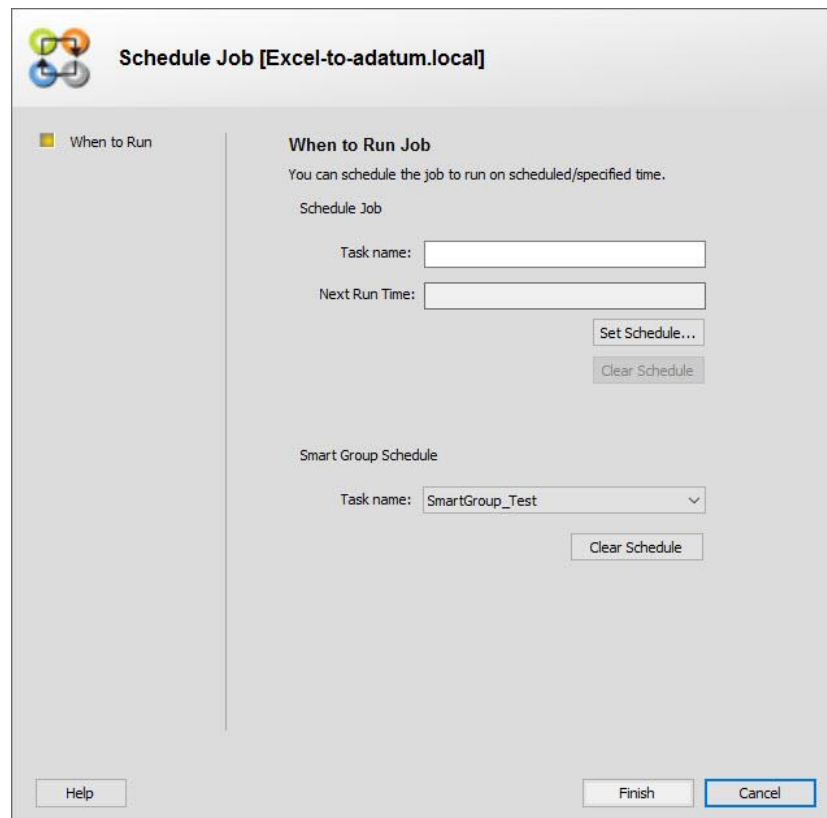 Schedule Job [Excel-to-adatum.local]
When to Run
When to Run Job
You can schedule the job to run on scheduled/specified time.
Schedule Job
Task name:
Next Run Time:
Set Schedule...
Clear Schedule
Smart Group Schedule
Task name: SmartGroup_Test
Clear Schedule
Help Finish Cancel